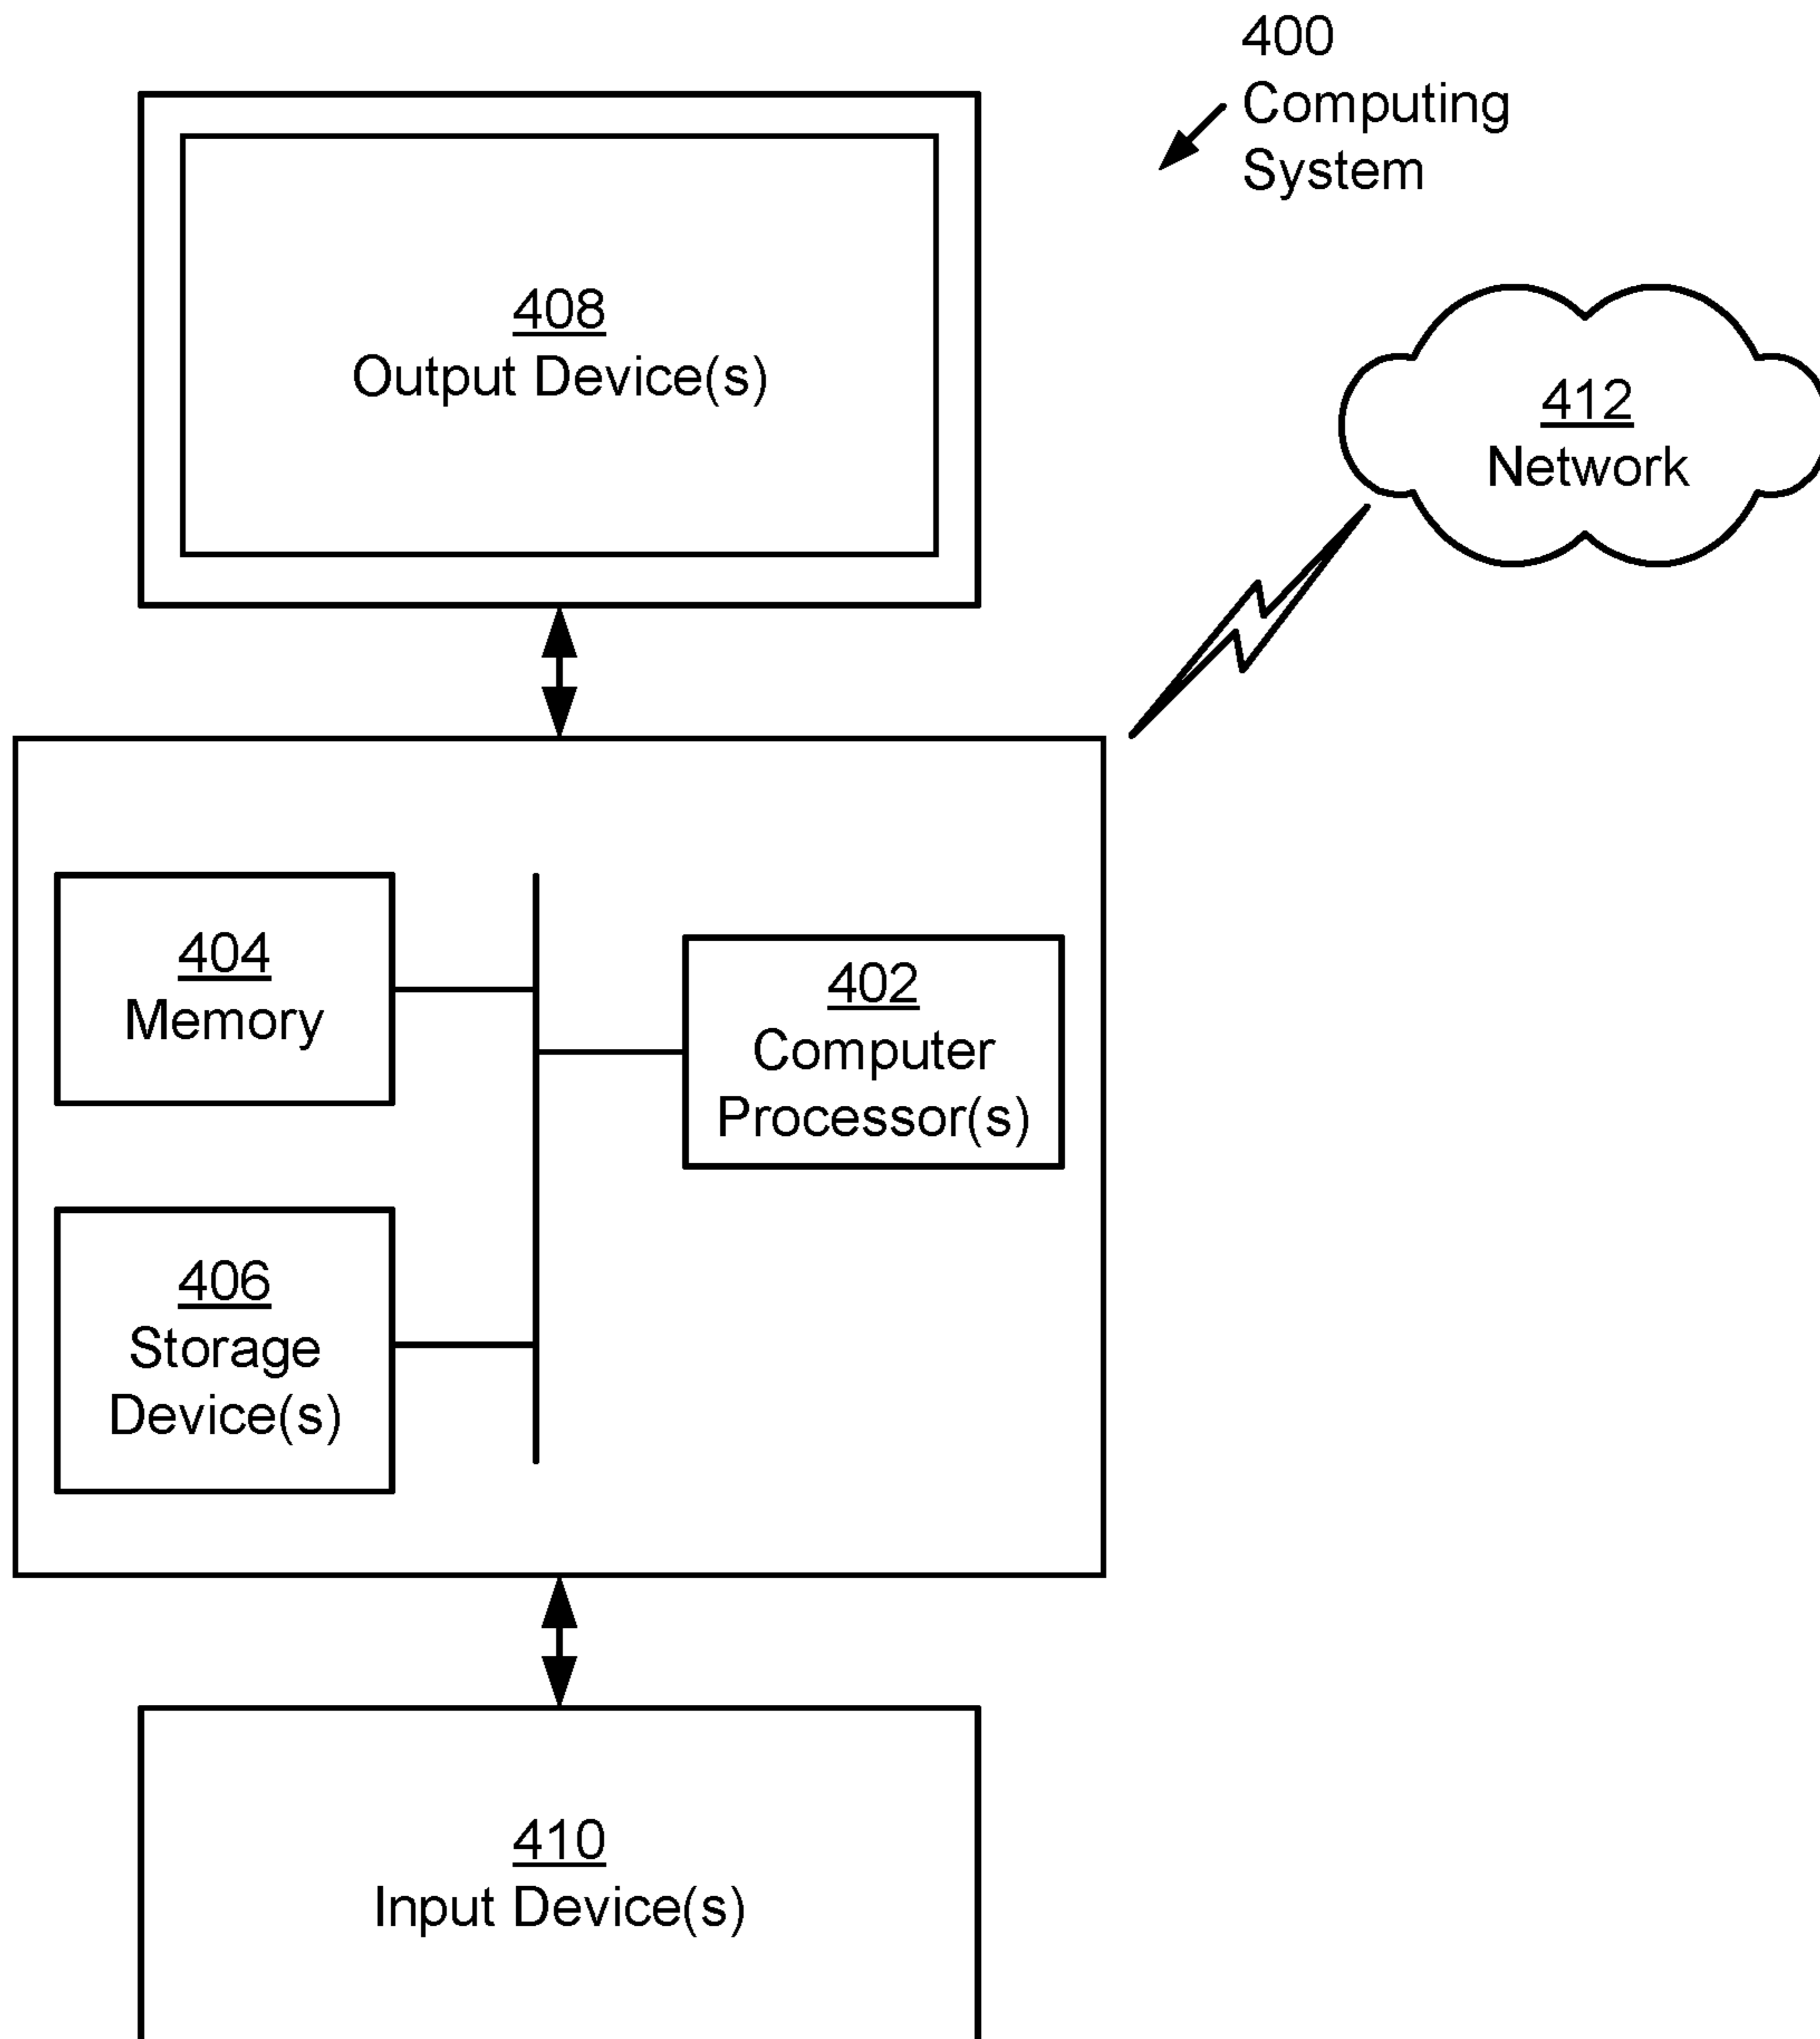 400
Computing
System
408
Output Device(s)
412
Network
404
Memory
402
Computer
Processor(s)
406
Storage
Device(s)
410
Input Device(s)